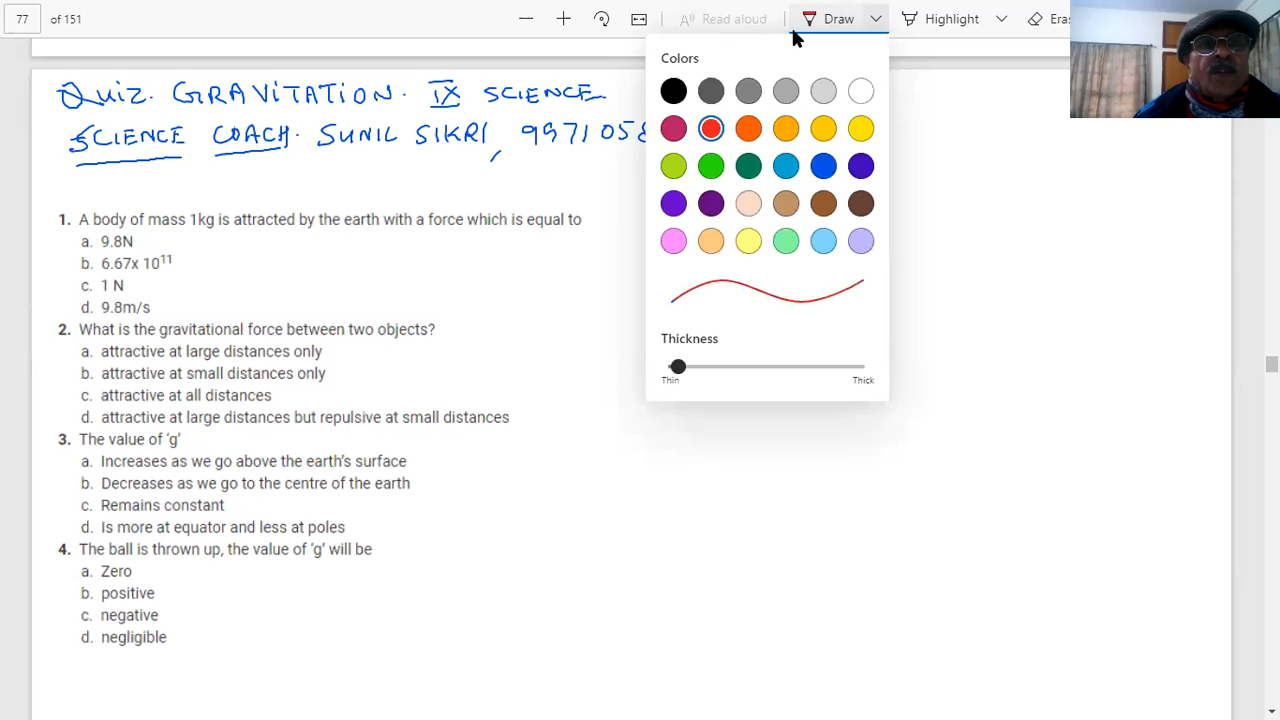 77 of 151 Read aloud Draw Highlight Eras
Quiz. GRAVITATION. IX SCIENCE
SCIENCE COACH. SUNIL SIKRI, 9971058
1. A body of mass 1kg is attracted by the earth with a force which is equal to
a. 9.8N
b. 6.67x 10¹¹
c. 1 N
d. 9.8m/s
2. What is the gravitational force between two objects?
a. attractive at large distances only
b. attractive at small distances only
c. attractive at all distances
d. attractive at large distances but repulsive at small distances
3. The value of ‘g’
a. Increases as we go above the earth’s surface
b. Decreases as we go to the centre of the earth
c. Remains constant
d. Is more at equator and less at poles
4. The ball is thrown up, the value of ‘g’ will be
a. Zero
b. positive
c. negative
d. negligible
Colors
Thickness
Thin Thick